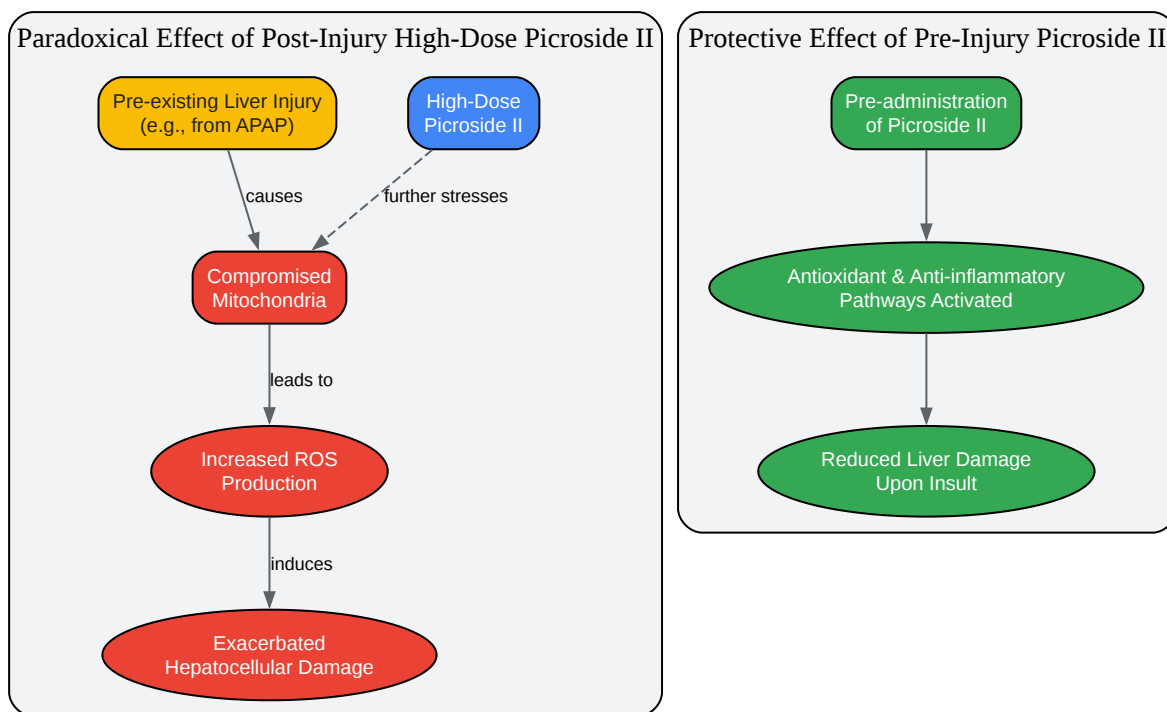 Paradoxical Effect of Post-Injury High-Dose Picroside II
Pre-existing Liver Injury
(e.g., from APAP)
High-Dose
Picroside II
causes
further stresses
Compromised
Mitochondria
leads to
Increased ROS
Production
induces
Exacerbated
Hepatocellular Damage
Protective Effect of Pre-Injury Picroside II
Pre-administration
of Picroside II
Antioxidant & Anti-inflammatory
Pathways Activated
Reduced Liver Damage
Upon Insult